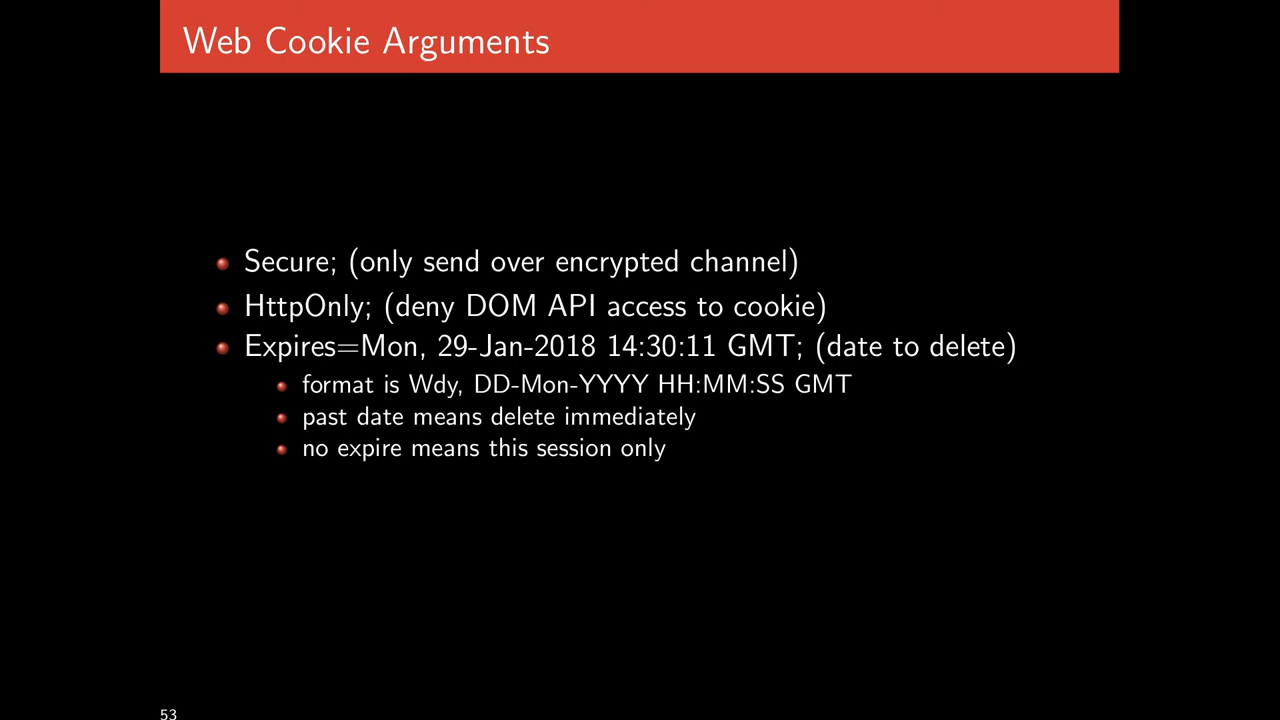 Web Cookie Arguments
Secure; (only send over encrypted channel)
HttpOnly; (deny DOM API access to cookie)
Expires=Mon, 29-Jan-2018 14:30:11 GMT; (date to delete)
format is Wdy, DD-Mon-YYYY HH:MM:SS GMT
past date means delete immediately
no expire means this session only
53